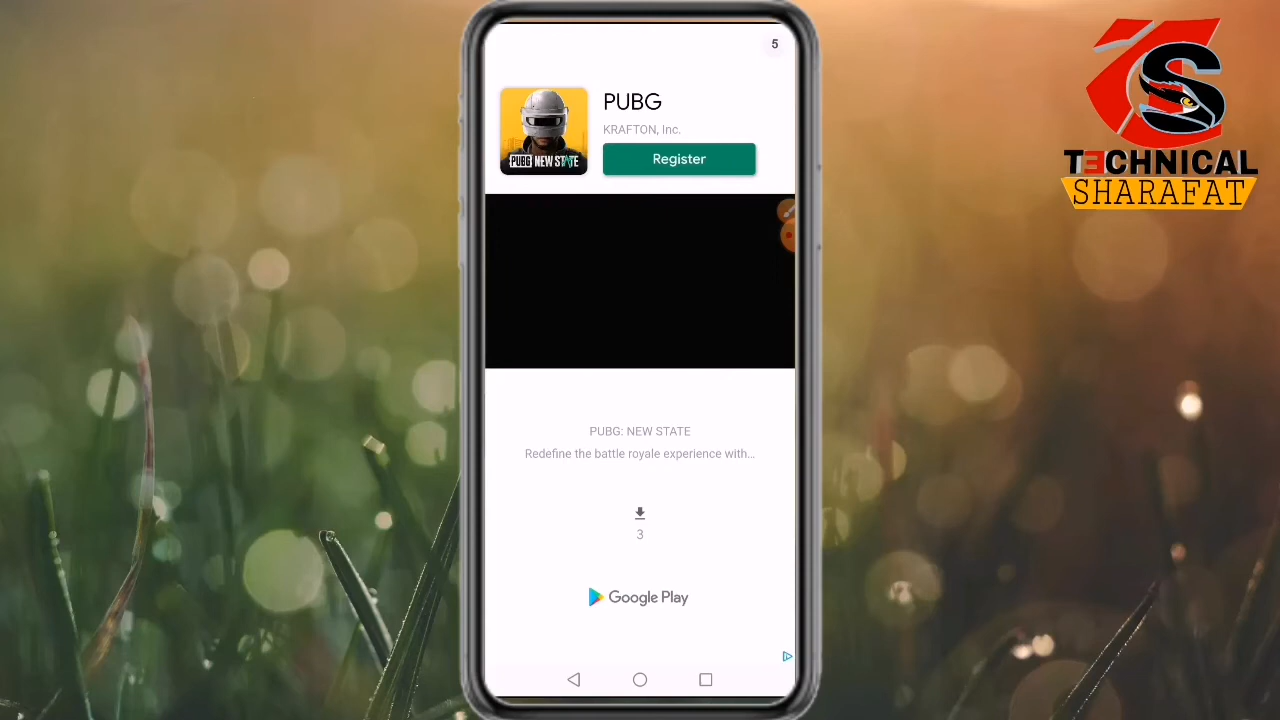 5
PUBG
KRAFTON, Inc.
Register
PUBG NEW STATE
PUBG: NEW STATE
Redefine the battle royale experience with...
3
Google Play
S
TECHNICAL
SHARAFAT